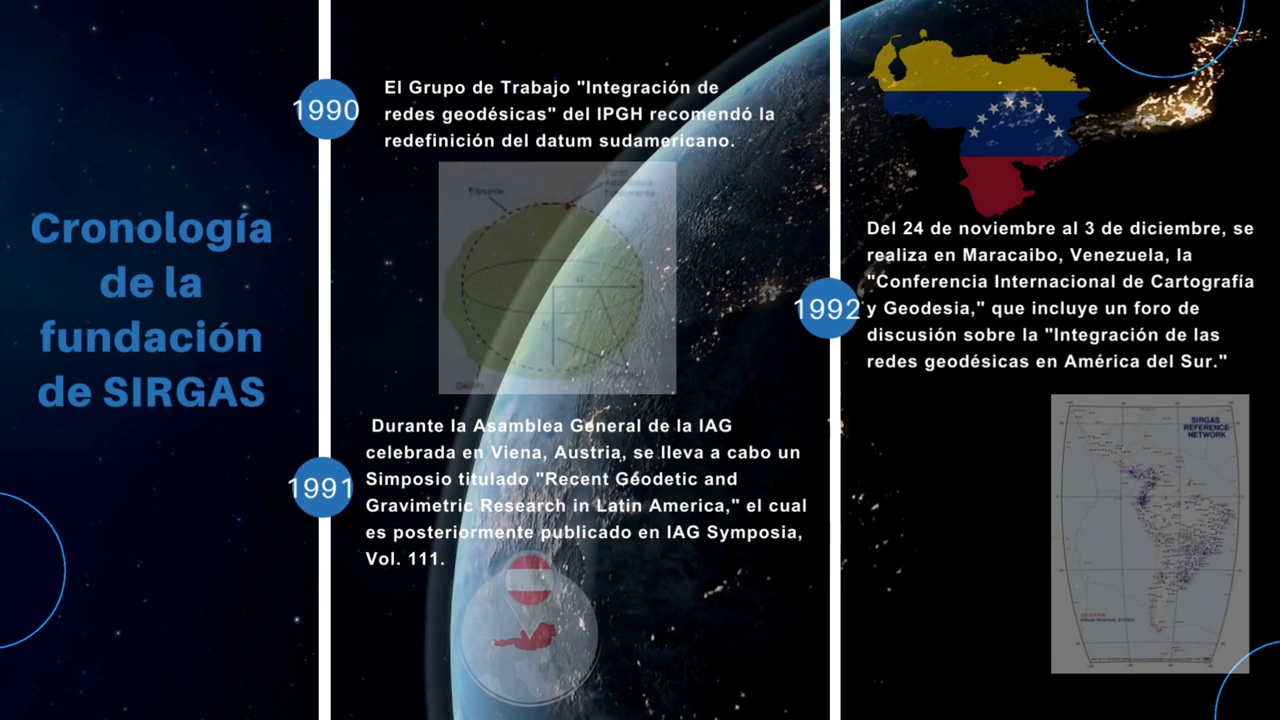 Cronología
de la
fundación
de SIRGAS
1990
El Grupo de Trabajo "Integración de
redes geodésicas" del IPGH recomendó la
redefinición del datum sudamericano.
Elipsoide
1991
Durante la Asamblea General de la IAG
celebrada en Viena, Austria, se lleva a cabo un
Simposio titulado "Recent Geodetic and
Gravimetric Research in Latin America," el cual
es posteriormente publicado en IAG Symposia,
Vol. 111.
1992
Del 24 de noviembre al 3 de diciembre, se
realiza en Maracaibo, Venezuela, la
"Conferencia Internacional de Cartografía
y Geodesia," que incluye un foro de
discusión sobre la "Integración de las
redes geodésicas en América del Sur."
SIRGAS
REFERENCE
NETWORK